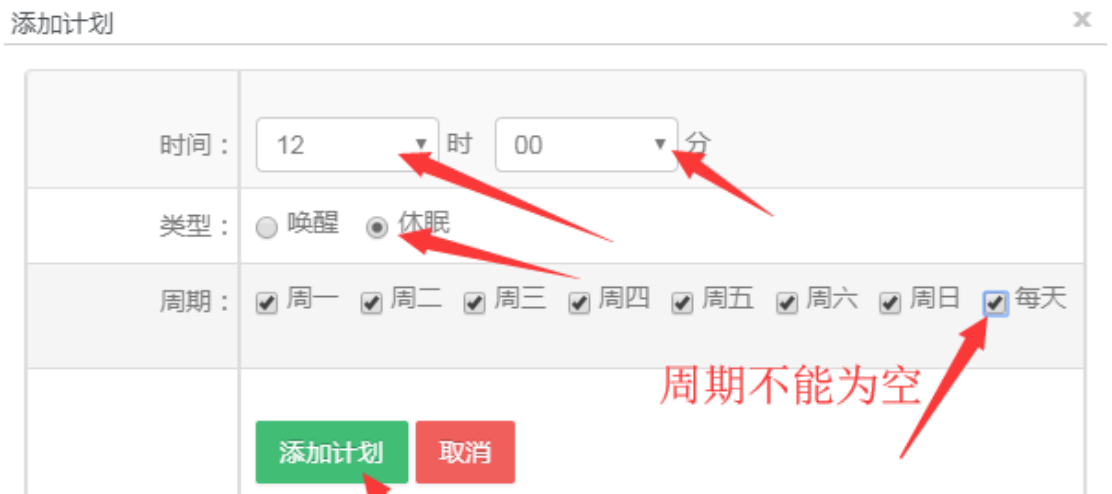 添加计划 x
时间： 12 时 00 分
类型： 唤醒 休眠
周期： 周一 周二 周三 周四 周五 周六 周日 每天
周期不能为空
添加计划 取消